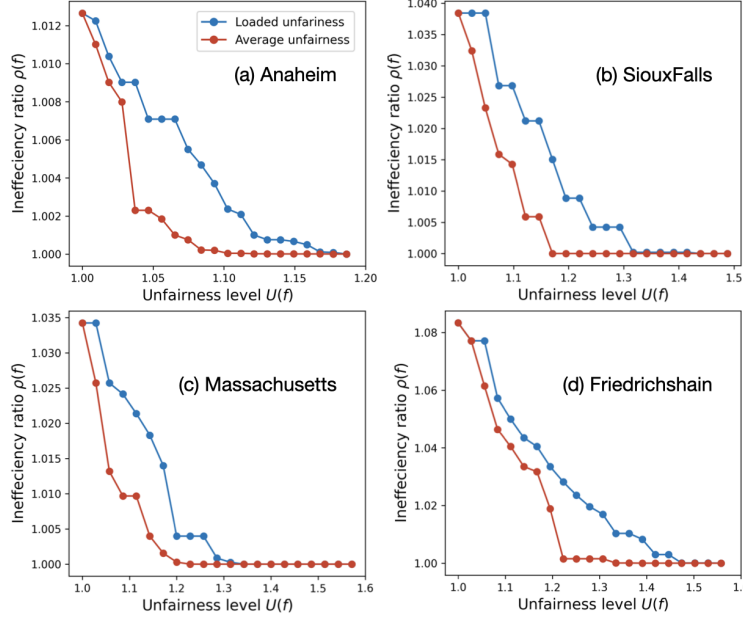 1.012
1.010
1.008
1.006
1.004
1.002
1.000
Ineffeciency ratio ρ(f)
Loaded unfariness
Average unfairness
(a) Anaheim
1.00 1.05 1.10 1.15 1.20
Unfairness level U(f)
1.040
1.035
1.030
1.025
1.020
1.015
1.010
1.005
1.000
Ineffeciency ratio ρ(f)
(b) SiouxFalls
1.0 1.1 1.2 1.3 1.4 1.5
Unfairness level U(f)
1.035
1.030
1.025
1.020
1.015
1.010
1.005
1.000
Ineffeciency ratio ρ(f)
(c) Massachusetts
1.0 1.1 1.2 1.3 1.4 1.5 1.6
Unfairness level U(f)
1.08
1.06
1.04
1.02
1.00
Ineffeciency ratio ρ(f)
(d) Friedrichshain
1.0 1.1 1.2 1.3 1.4 1.5
Unfairness level U(f)